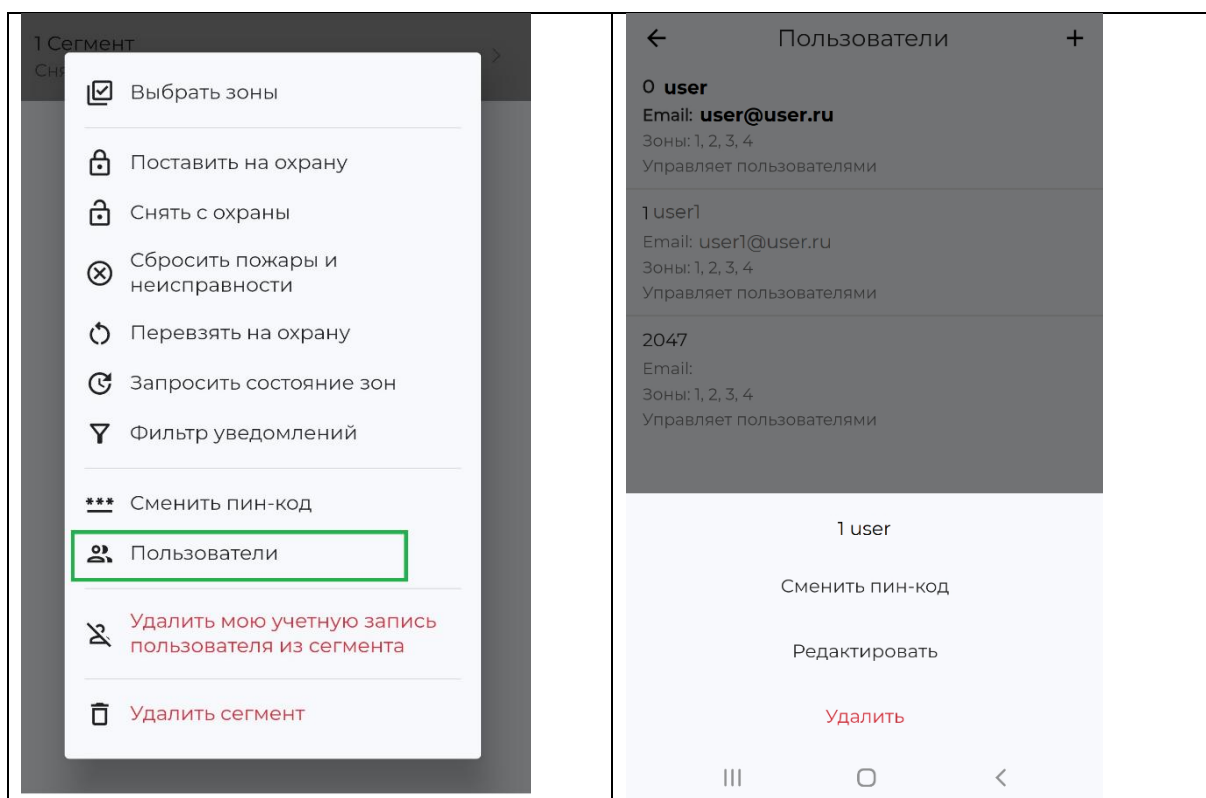 1 Сегмент
Сня
Выбрать зоны
Поставить на охрану
Снять с охраны
Сбросить пожары и
неисправности
Перевзять на охрану
Запросить состояние зон
Фильтр уведомлений
*** Сменить пин-код
Пользователи
Удалить мою учетную запись
пользователя из сегмента
Удалить сегмент
Пользователи
0 user
Email: user@user.ru
Зоны: 1, 2, 3, 4
Управляет пользователями
1 user1
Email: user1@user.ru
Зоны: 1, 2, 3, 4
Управляет пользователями
2047
Email:
Зоны: 1, 2, 3, 4
Управляет пользователями
1 user
Сменить пин-код
Редактировать
Удалить